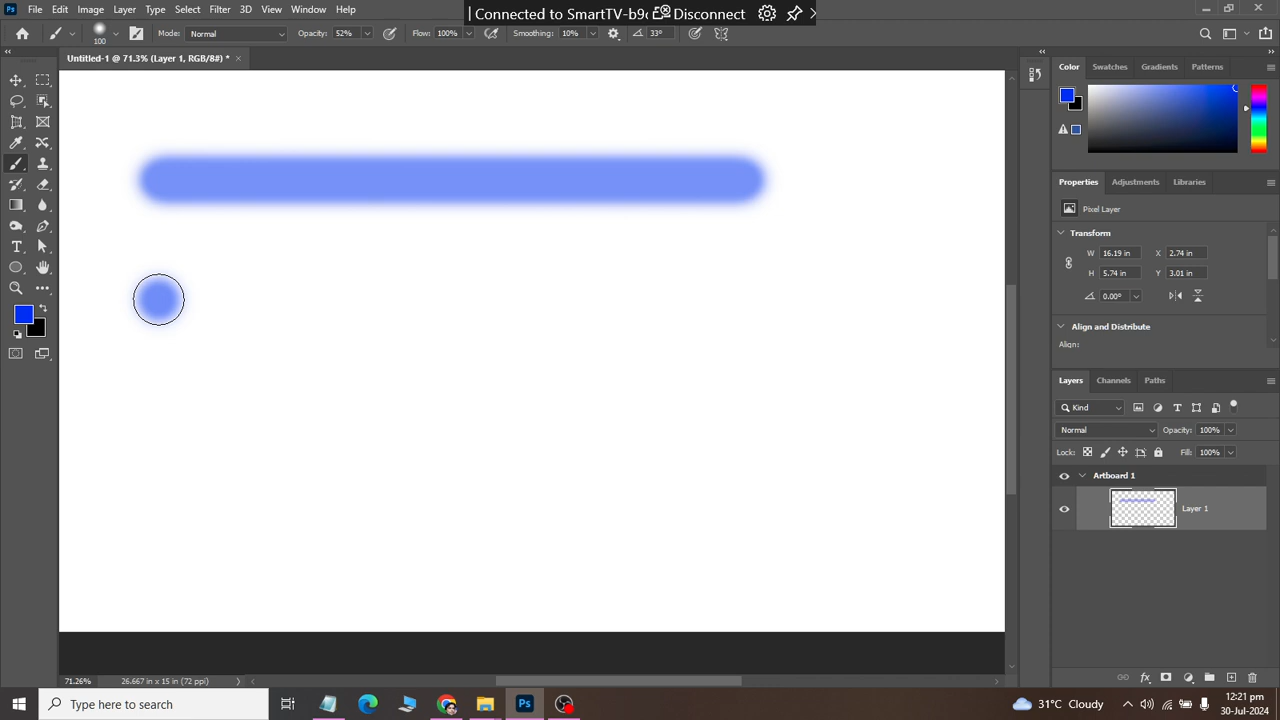 Ps File Edit Image Layer Type Select Filter 3D View Window Help
Connected to SmartTV-b9 Disconnect
100 Mode: Normal Opacity: 52% Flow: 100% Smoothing: 10% 33°
Untitled-1 @ 71.3% (Layer 1, RGB/8#) *
Color Swatches Gradients Patterns
Properties Adjustments Libraries
Pixel Layer
Transform
W 16.19 in X 2.74 in
H 5.74 in Y 3.01 in
0.00°
Align and Distribute
Align:
Layers Channels Paths
Kind
Normal Opacity: 100%
Lock: Fill: 100%
Artboard 1
Layer 1
71.26% 26.667 in x 15 in (72 ppi)
Type here to search
Ps
31°C Cloudy
12:21 pm
30-Jul-2024